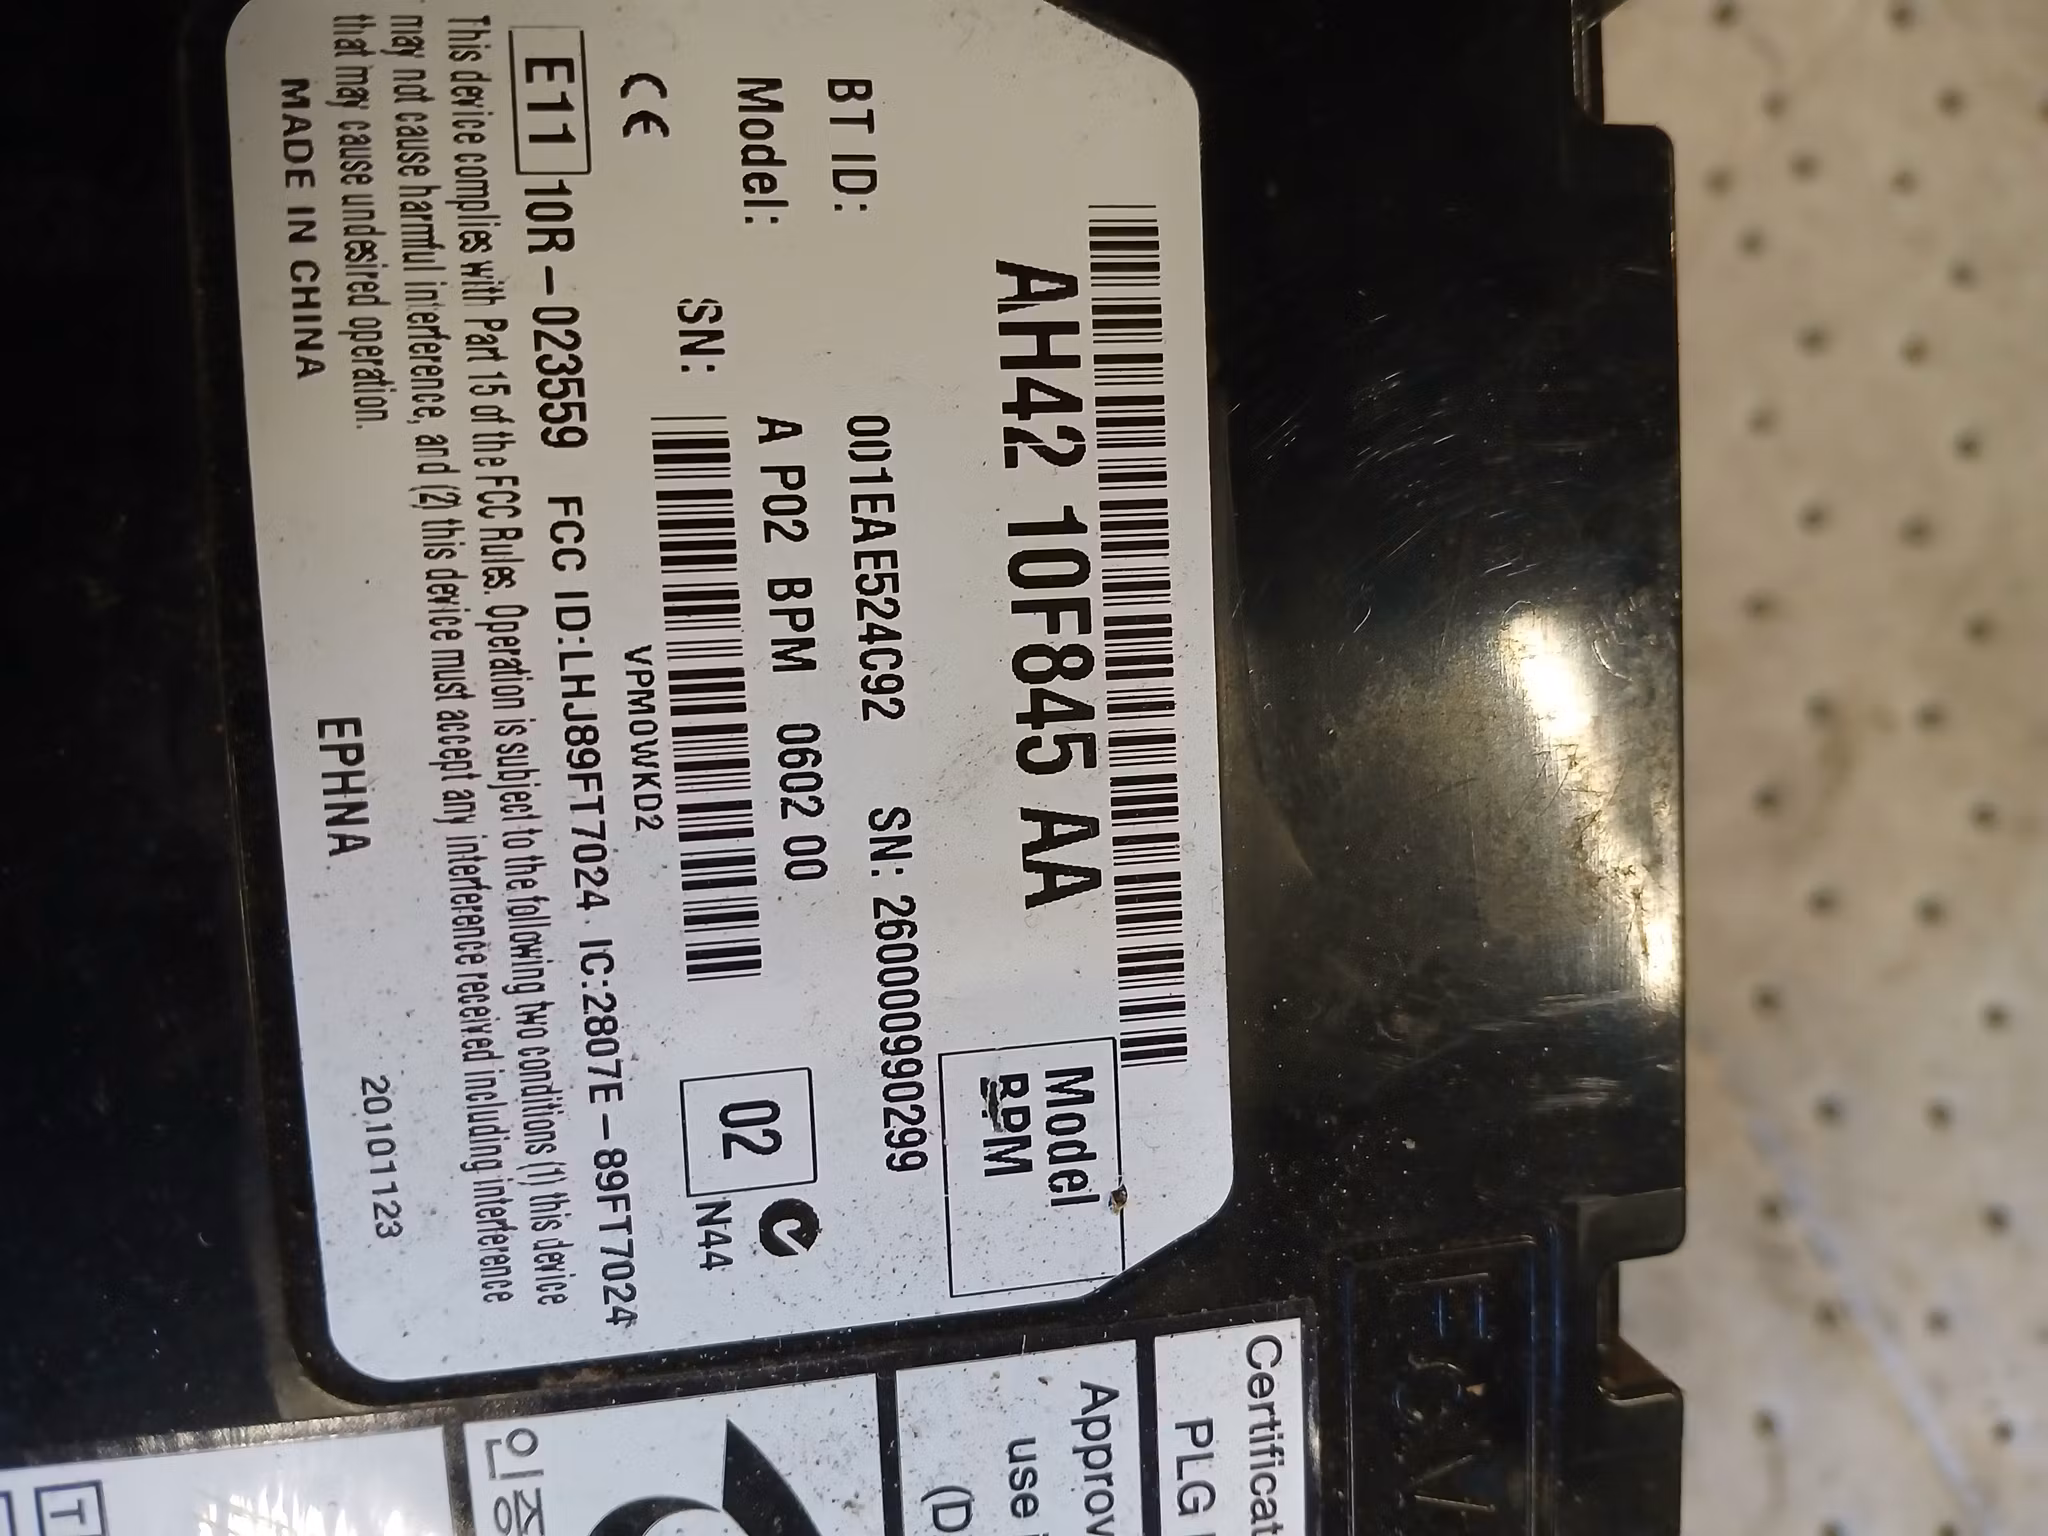 AH42 10F845 AA
Model
BPM
BT ID: 001EAE524C92 SN: 2600009990299
Model: A P02 BPM 0602 00
SN:
02
N44
VPM0WKD2
E11 10R-023559 FCC ID:LHJ89FT7024. IC:2807E-89FT7024
This device complies with Part 15 of the FCC Rules. Operation is subject to the following two conditions (1) this device
may not cause harmful interference, and (2) this device must accept any interference received including interference
that may cause undesired operation.
MADE IN CHINA EPHNA 20101123
Certificat
PLG
Approv
use
(D
인증
T